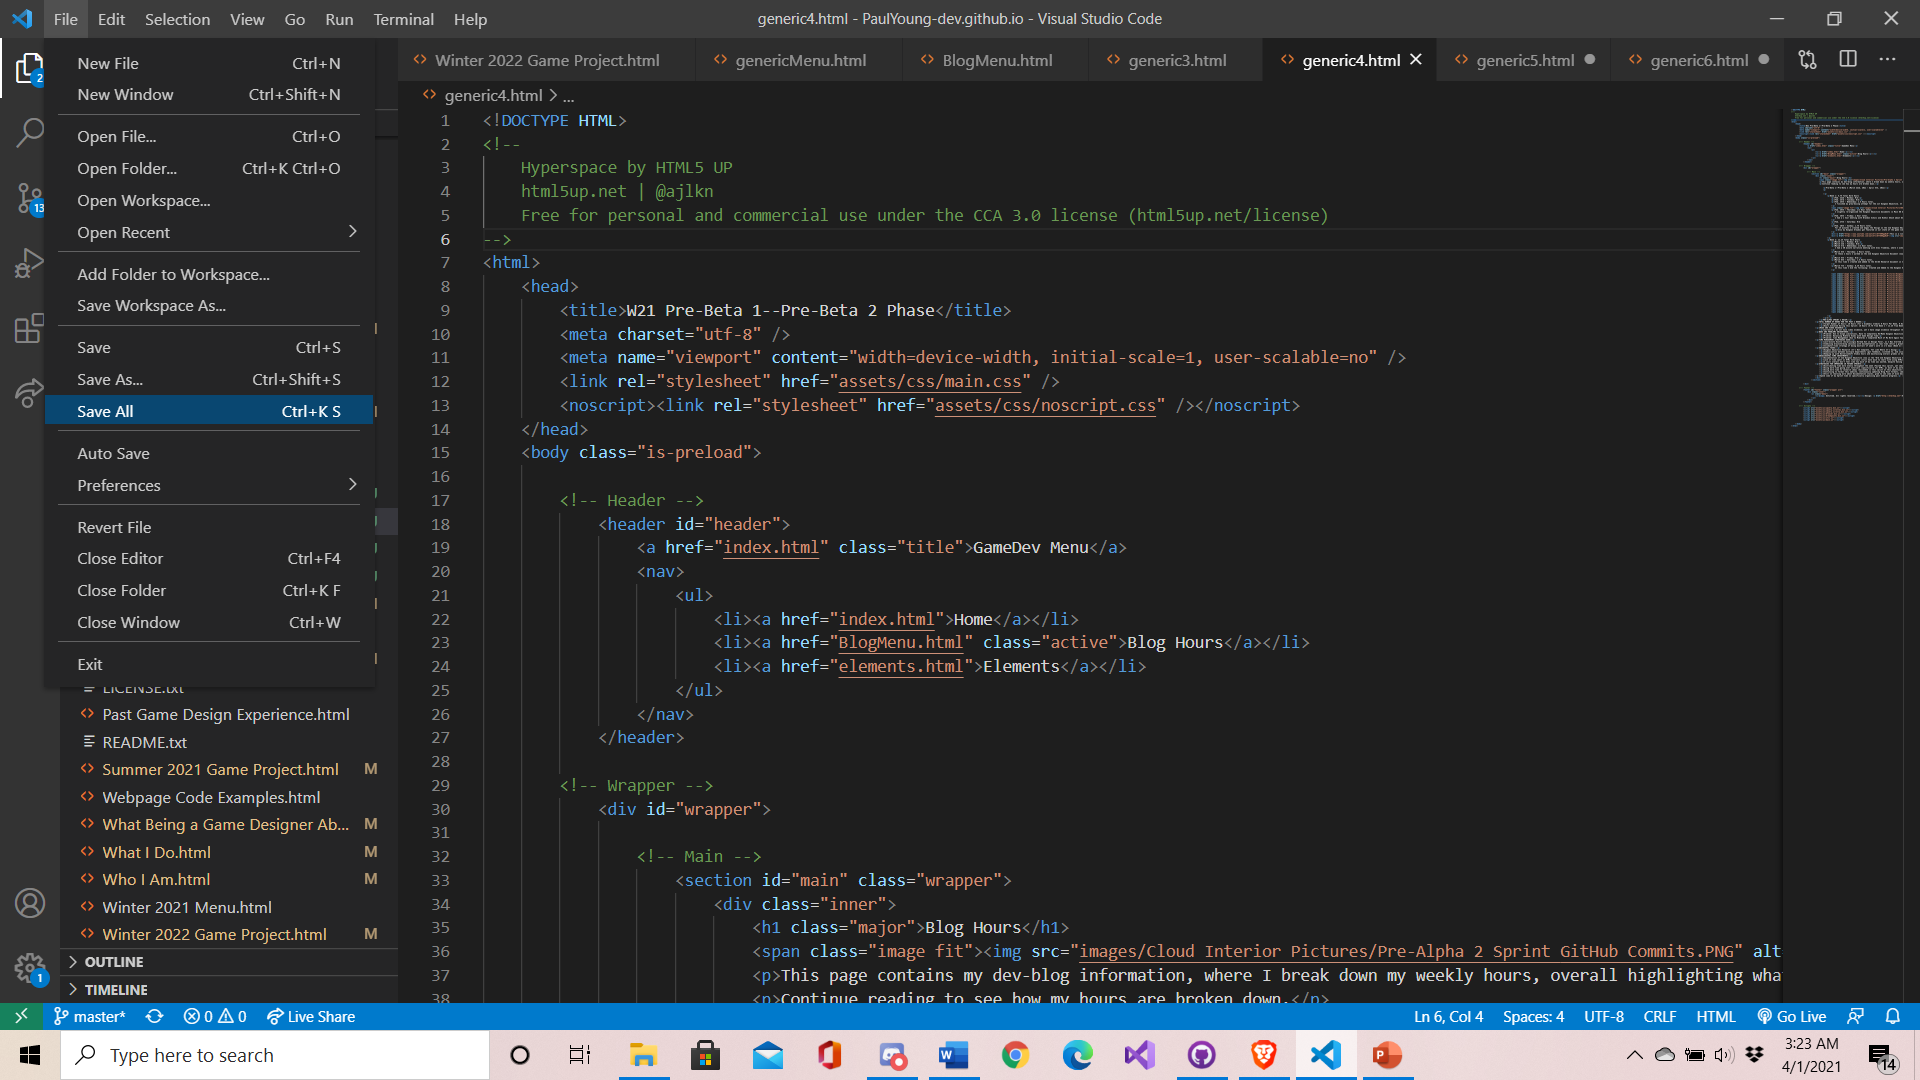 File Edit Selection View Go Run Terminal Help
generic4.html - PaulYoung-dev.github.io - Visual Studio Code
New File Ctrl+N
New Window Ctrl+Shift+N
Open File... Ctrl+O
Open Folder... Ctrl+K Ctrl+O
Open Workspace...
Open Recent
Add Folder to Workspace...
Save Workspace As...
Save Ctrl+S
Save As... Ctrl+Shift+S
Save All Ctrl+K S
Auto Save
Preferences
Revert File
Close Editor Ctrl+F4
Close Folder Ctrl+K F
Close Window Ctrl+W
Exit
2
13
1
LICENSE.txt
Past Game Design Experience.html
README.txt
Summer 2021 Game Project.html M
Webpage Code Examples.html
What Being a Game Designer Ab... M
What I Do.html M
Who I Am.html M
Winter 2021 Menu.html
Winter 2022 Game Project.html M
OUTLINE
TIMELINE
Winter 2022 Game Project.html genericMenu.html BlogMenu.html generic3.html generic4.html generic5.html generic6.html
generic4.html > ...
1 <!DOCTYPE HTML>
2 <!--
3 Hyperspace by HTML5 UP
4 html5up.net | @ajlkn
5 Free for personal and commercial use under the CCA 3.0 license (html5up.net/license)
6 -->
7 <html>
8 <head>
9 <title>W21 Pre-Beta 1--Pre-Beta 2 Phase</title>
10 <meta charset="utf-8" />
11 <meta name="viewport" content="width=device-width, initial-scale=1, user-scalable=no" />
12 <link rel="stylesheet" href="assets/css/main.css" />
13 <noscript><link rel="stylesheet" href="assets/css/noscript.css" /></noscript>
14 </head>
15 <body class="is-preload">
16
17 <!-- Header -->
18 <header id="header">
19 <a href="index.html" class="title">GameDev Menu</a>
20 <nav>
21 <ul>
22 <li><a href="index.html">Home</a></li>
23 <li><a href="BlogMenu.html" class="active">Blog Hours</a></li>
24 <li><a href="elements.html">Elements</a></li>
25 </ul>
26 </nav>
27 </header>
28
29 <!-- Wrapper -->
30 <div id="wrapper">
31
32 <!-- Main -->
33 <section id="main" class="wrapper">
34 <div class="inner">
35 <h1 class="major">Blog Hours</h1>
36 <span class="image fit"><img src="images/Cloud Interior Pictures/Pre-Alpha 2 Sprint GitHub Commits.PNG" alt
37 <p>This page contains my dev-blog information, where I break down my weekly hours, overall highlighting wha
38 <p>Continue reading to see how my hours are broken down.</p>
master* 0 0 Live Share Ln 6, Col 4 Spaces: 4 UTF-8 CRLF HTML Go Live
Type here to search
3:23 AM
4/1/2021
14